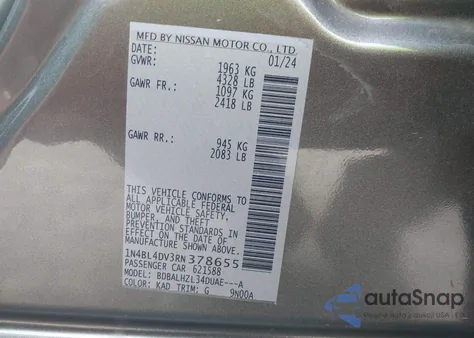 MFD BY NISSAN MOTOR CO., LTD.
DATE: 01/24
GVWR: 1963 KG
4328 LB
GAWR FR.: 1097 KG
2418 LB
GAWR RR.: 945 KG
2083 LB
THIS VEHICLE CONFORMS TO
ALL APPLICABLE FEDERAL
MOTOR VEHICLE SAFETY,
BUMPER, AND THEFT
PREVENTION STANDARDS IN
EFFECT ON THE DATE OF
MANUFACTURE SHOWN ABOVE.
1N4BL4DV3RN378655
PASSENGER CAR 621588
MODEL: BDBALHZL34DUAE---A
COLOR: KAD TRIM: G 9N00A
autoSnap